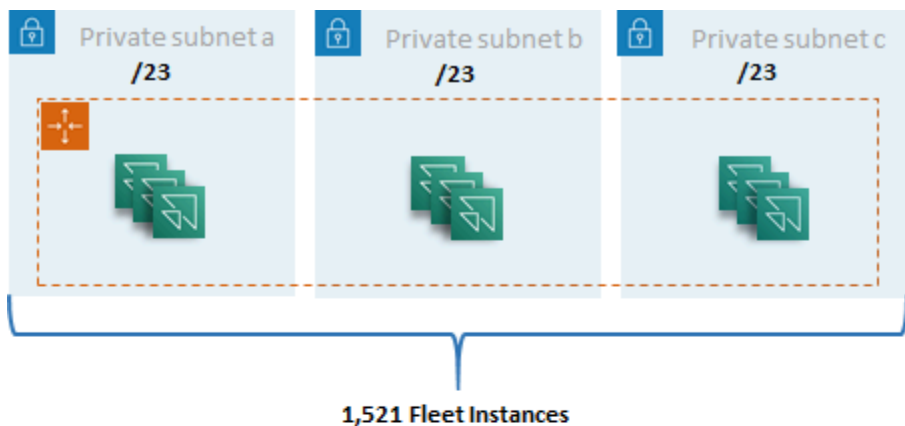 Private subnet a
/23
Private subnet b
/23
Private subnet c
/23
1,521 Fleet Instances